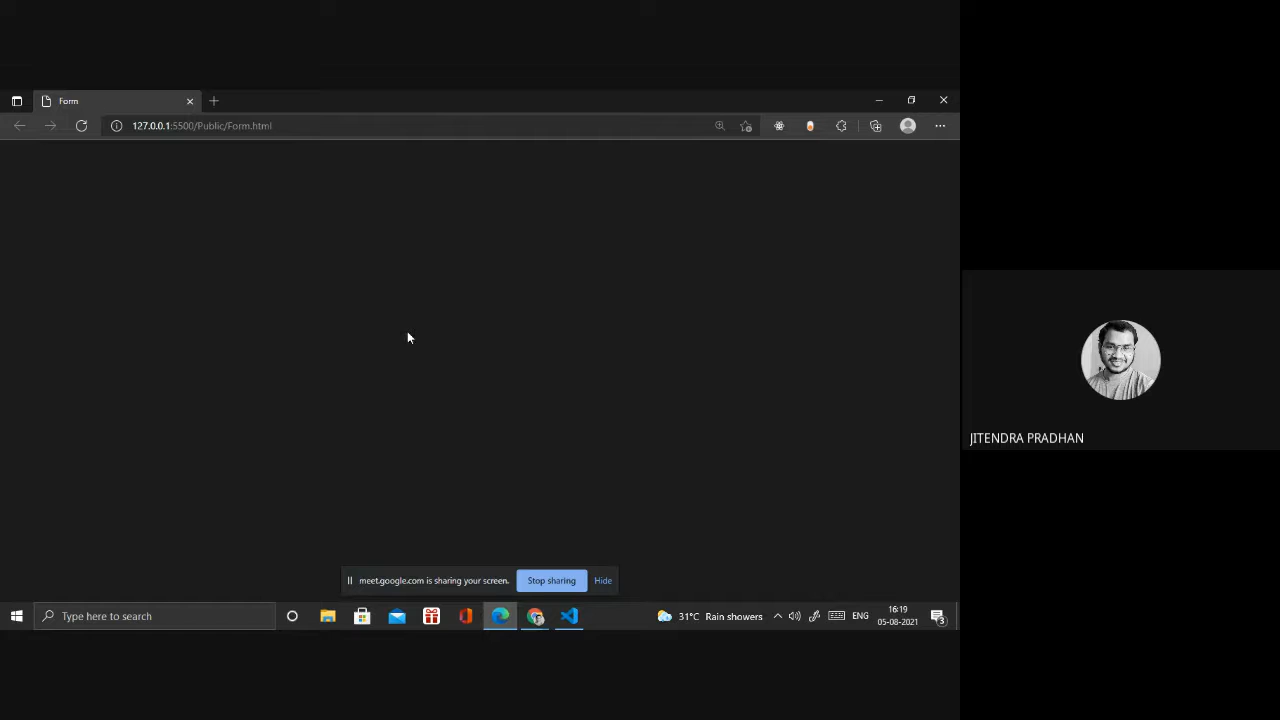 Form
127.0.0.1:5500/Public/Form.html
JITENDRA PRADHAN
meet.google.com is sharing your screen.
Stop sharing
Hide
Type here to search
31°C Rain showers
ENG
16:19
05-08-2021
3